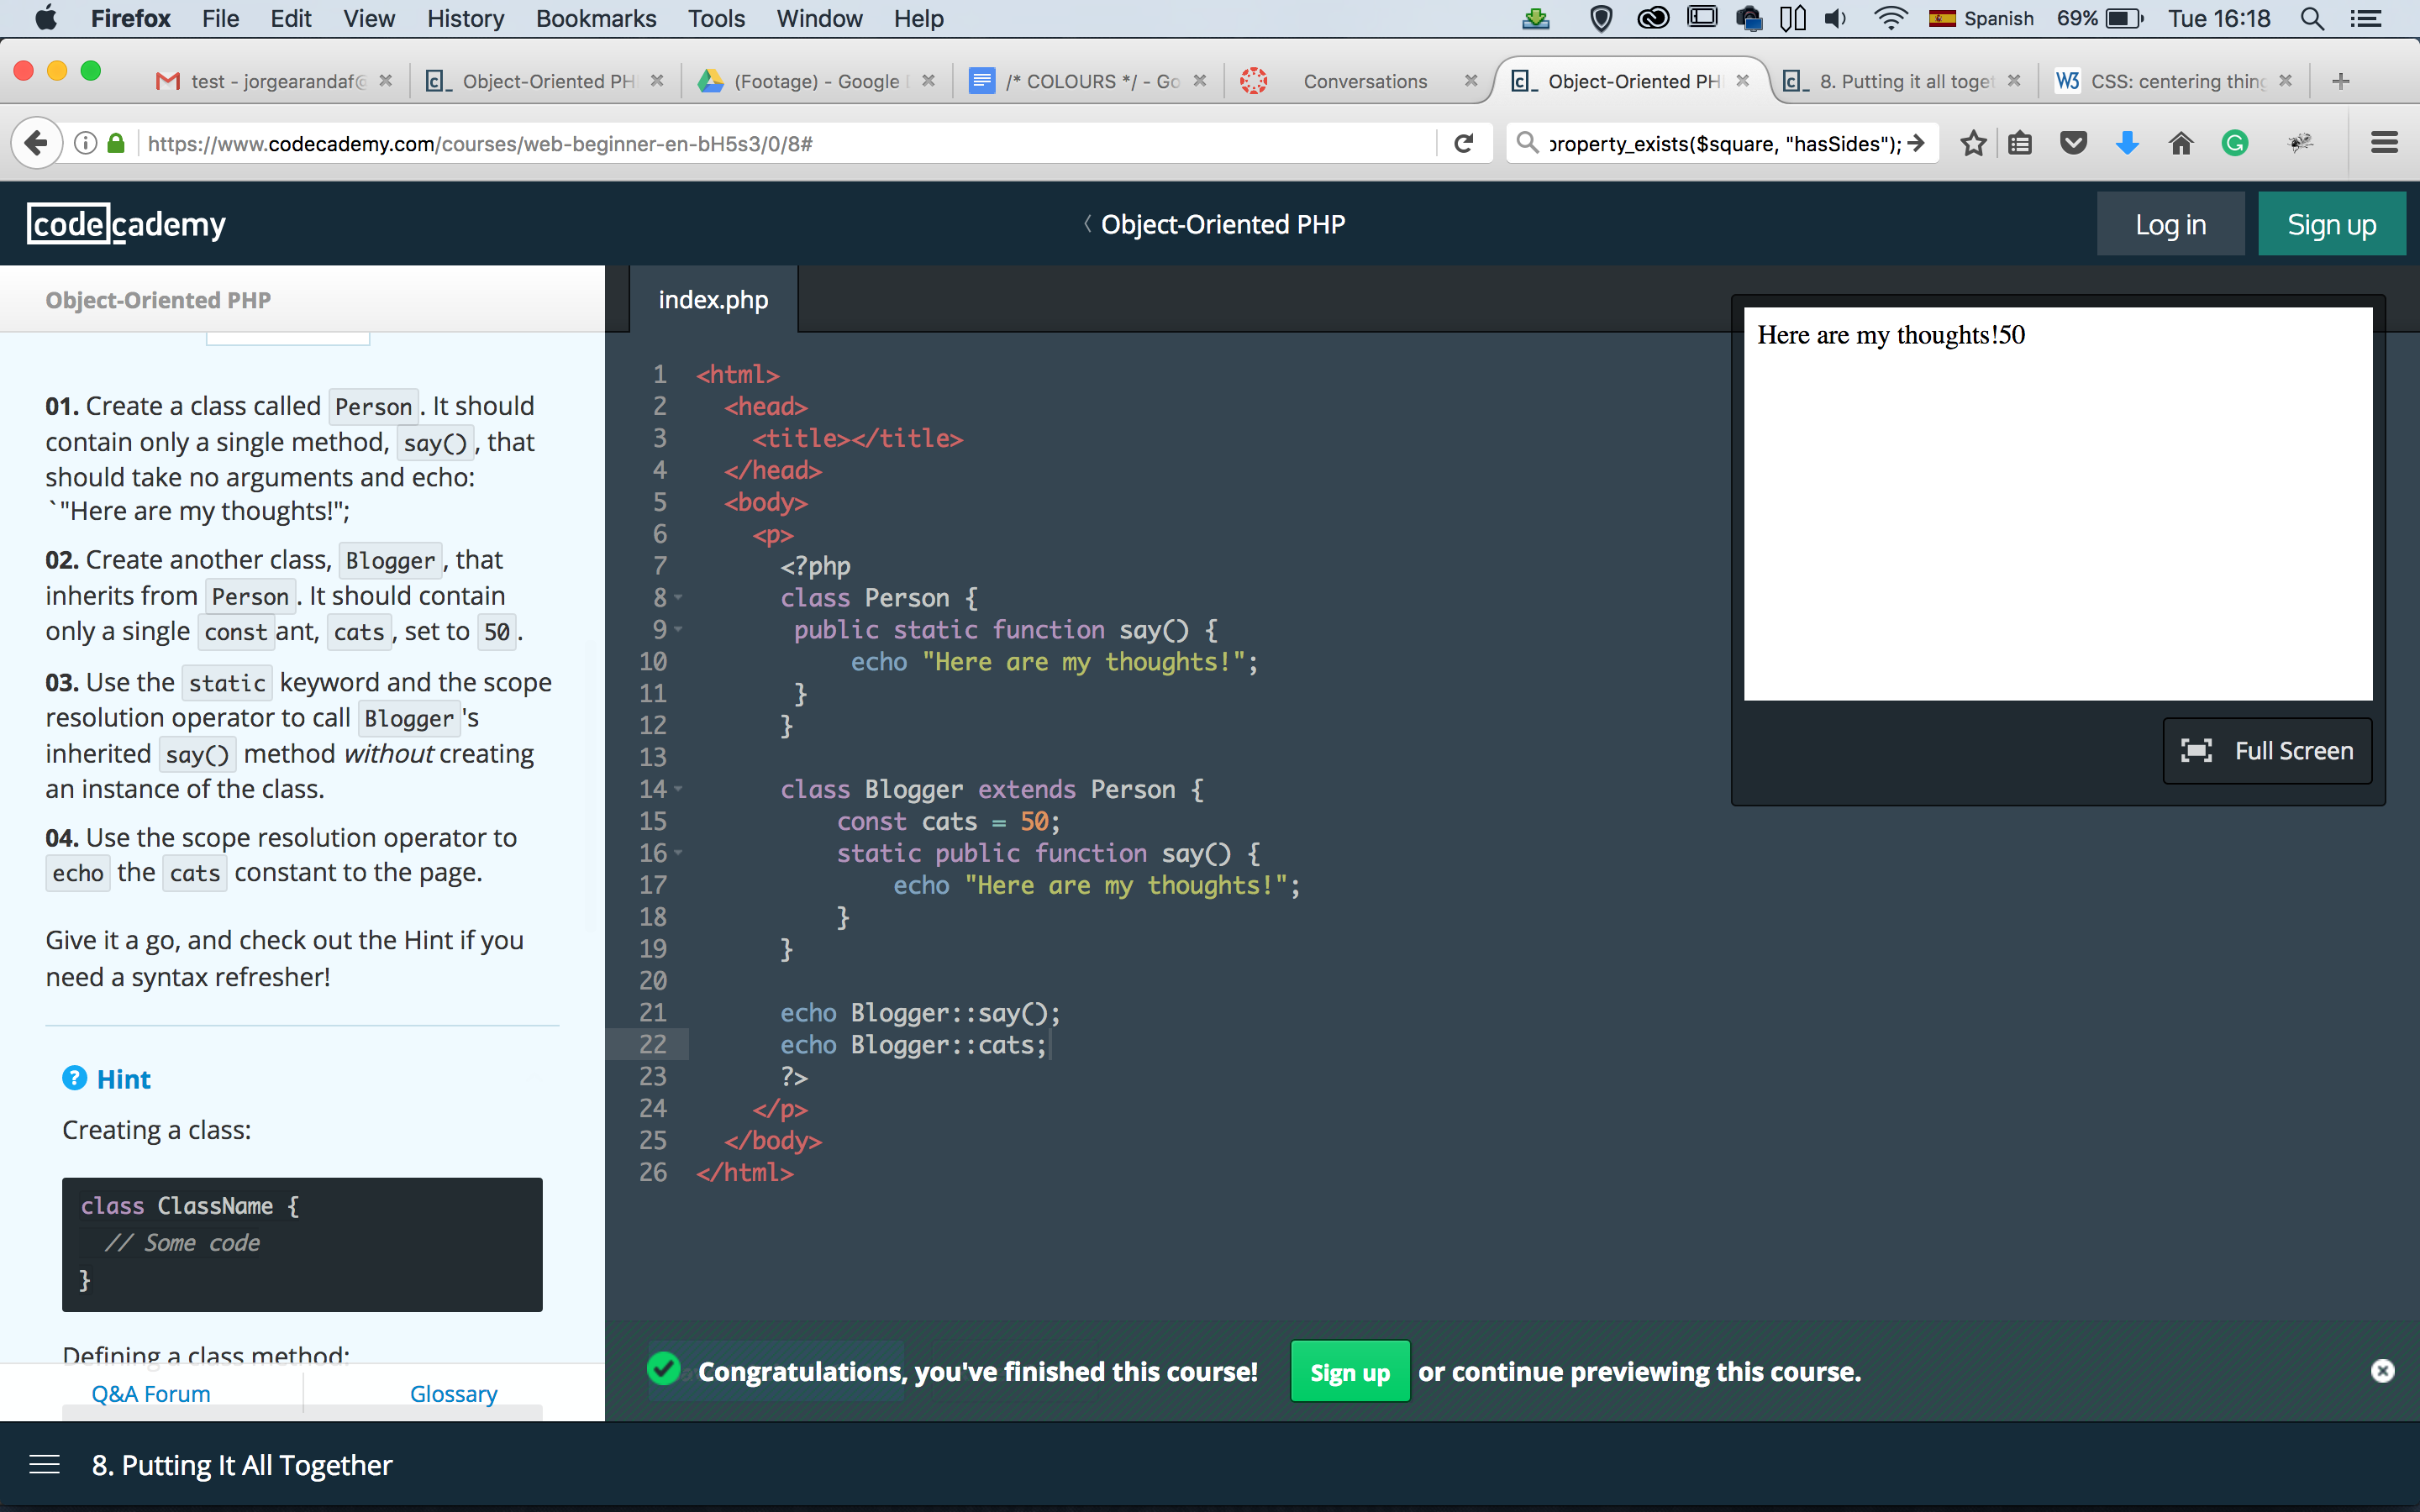 Firefox File Edit View History Bookmarks Tools Window Help Spanish 69% Tue 16:18
test - jorgearandaf@ Object-Oriented PH (Footage) - Google /* COLOURS */ - Go Conversations Object-Oriented PH 8. Putting it all toget W3 CSS: centering thing
https://www.codecademy.com/courses/web-beginner-en-bH5s3/0/8# property_exists($square, "hasSides");
codecademy Object-Oriented PHP Log in Sign up
Object-Oriented PHP
01. Create a class called Person. It should
contain only a single method, say(), that
should take no arguments and echo:
`"Here are my thoughts!";
02. Create another class, Blogger, that
inherits from Person. It should contain
only a single constant, cats, set to 50.
03. Use the static keyword and the scope
resolution operator to call Blogger's
inherited say() method without creating
an instance of the class.
04. Use the scope resolution operator to
echo the cats constant to the page.
Give it a go, and check out the Hint if you
need a syntax refresher!
? Hint
Creating a class:
class ClassName {
// Some code
}
Defining a class method:
Q&A Forum Glossary
index.php
1 <html>
2 <head>
3 <title></title>
4 </head>
5 <body>
6 <p>
7 <?php
8 class Person {
9 public static function say() {
10 echo "Here are my thoughts!";
11 }
12 }
13
14 class Blogger extends Person {
15 const cats = 50;
16 static public function say() {
17 echo "Here are my thoughts!";
18 }
19 }
20
21 echo Blogger::say();
22 echo Blogger::cats;
23 ?>
24 </p>
25 </body>
26 </html>
Here are my thoughts!50
Full Screen
Congratulations, you've finished this course! Sign up or continue previewing this course.
8. Putting It All Together